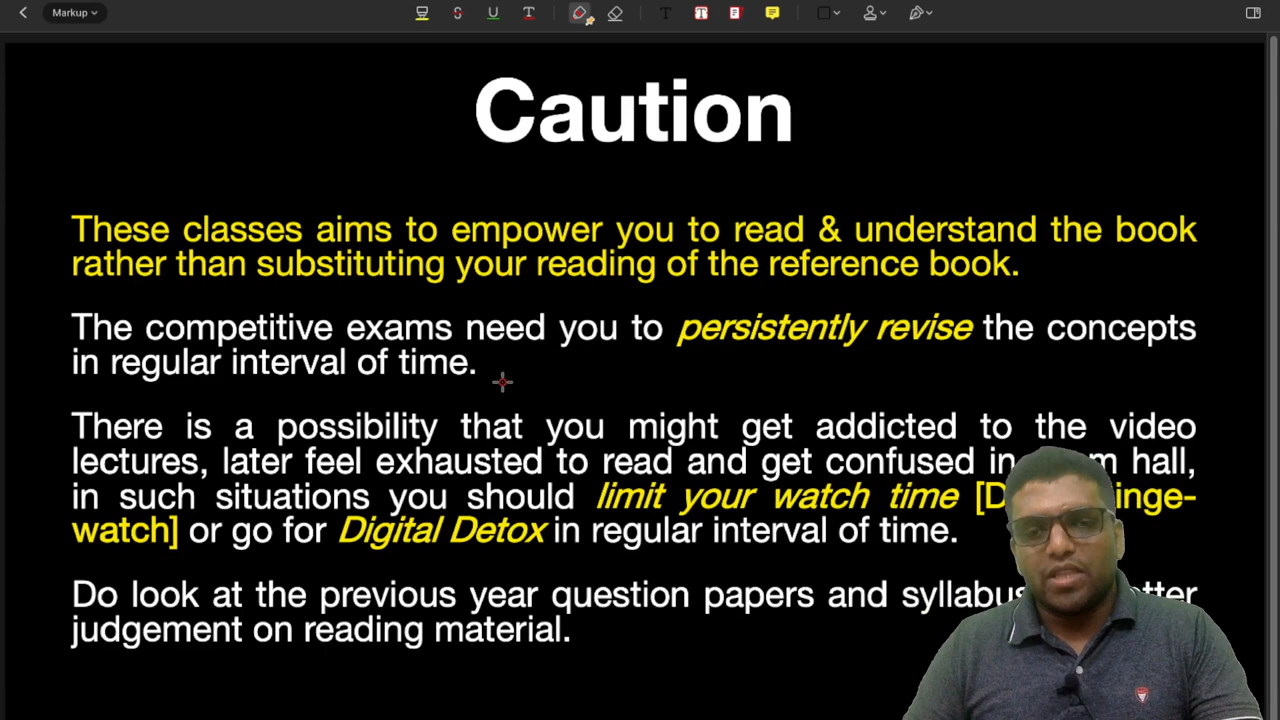 Markup
Caution
These classes aims to empower you to read & understand the book
rather than substituting your reading of the reference book.
The competitive exams need you to persistently revise the concepts
in regular interval of time.
There is a possibility that you might get addicted to the video
lectures, later feel exhausted to read and get confused in hall,
in such situations you should limit your watch time
watch] or go for Digital Detox in regular interval of time.
Do look at the previous year question papers and
judgement on reading material.